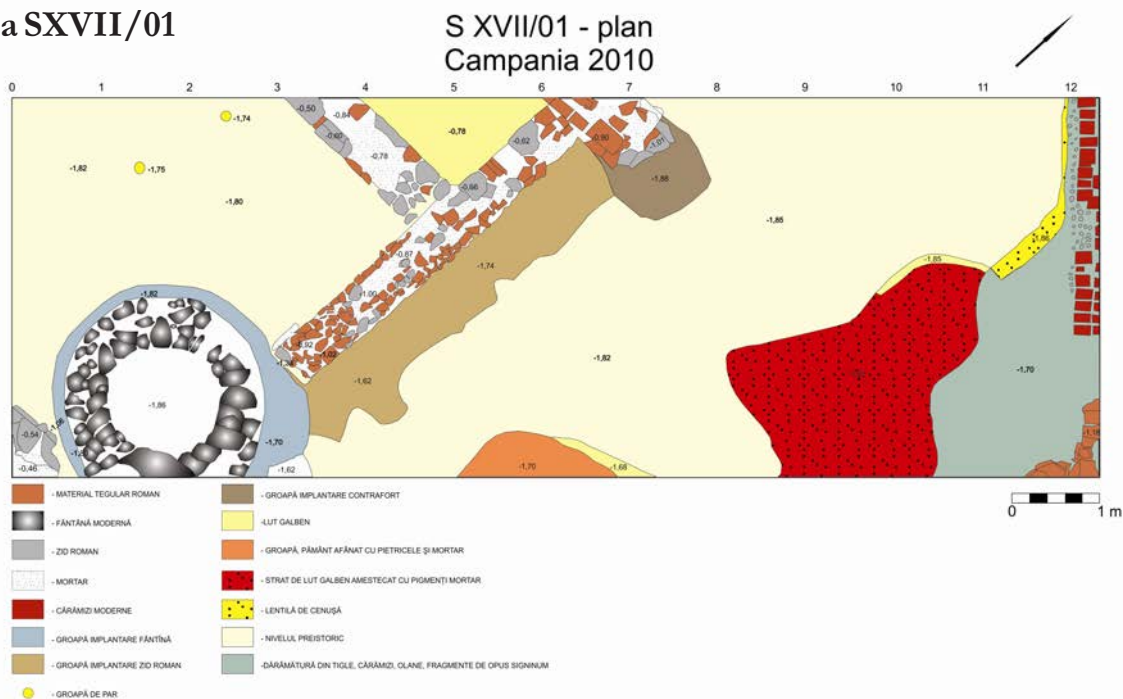 a SXVII/01
S XVII/01 - plan
Campania 2010
0 1 2 3 4 5 6 7 8 9 10 11 12
-0,50
-0,84
-1,74
-0,60
-0,78
-0,62
-0,90
-1,01
-0,78
-1,82
-1,75
-0,66
-1,88
-1,80
-1,85
-0,87
-1,74
-1,86
-1,85
-1,82
-1,00
-0,92
-1,02
-1,82
-1,62
-1,70
-1,86
-0,54
-1,06
-1,70
-1,18
-0,46
-1,62
-1,70
-1,68
- MATERIAL TEGULAR ROMAN
- FÂNTÂNĂ MODERNĂ
- ZID ROMAN
- MORTAR
- CĂRĂMIZI MODERNE
- GROAPĂ IMPLANTARE FÂNTÎNĂ
- GROAPĂ IMPLANTARE ZID ROMAN
- GROAPĂ DE PAR
- GROAPĂ IMPLANTARE CONTRAFORT
-LUT GALBEN
- GROAPĂ, PĂMÂNT AFÂNAT CU PIETRICELE ȘI MORTAR
- STRAT DE LUT GALBEN AMESTECAT CU PIGMENȚI MORTAR
- LENTILĂ DE CENUȘĂ
- NIVELUL PREISTORIC
-DĂRÂMĂTURĂ DIN TIGLE, CĂRĂMIZI, OLANE, FRAGMENTE DE OPUS SIGNINUM
0 1 m